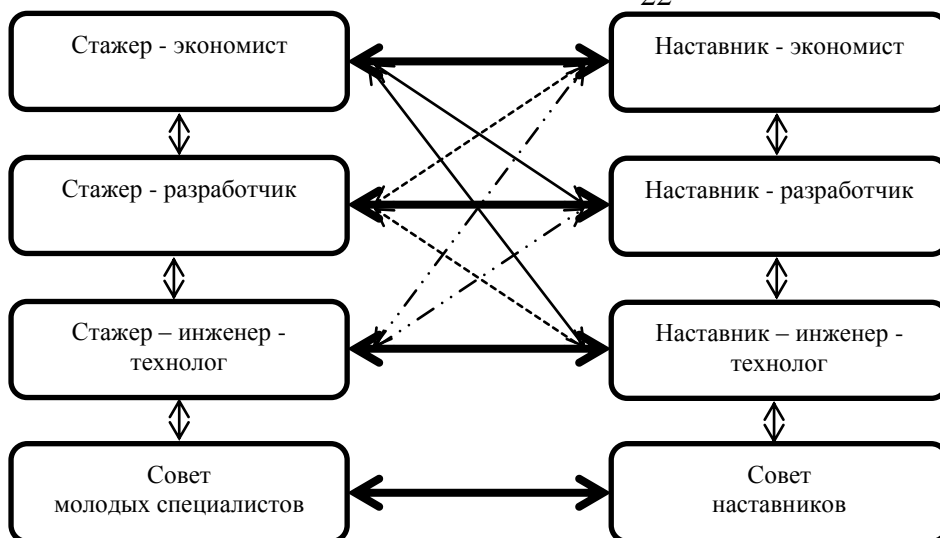 22
Стажер - экономист
Наставник - экономист
Стажер - разработчик
Наставник - разработчик
Стажер – инженер -
технолог
Наставник – инженер -
технолог
Совет
молодых специалистов
Совет
наставников